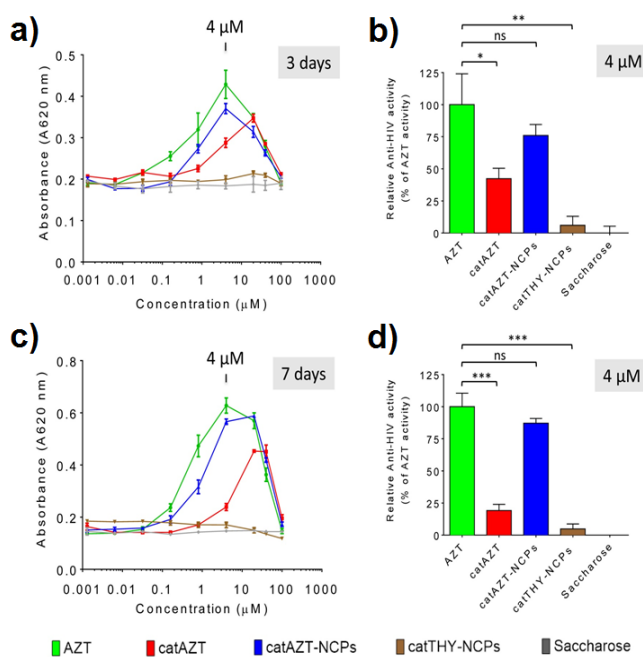 a)
4 µM
3 days
Absorbance (A620 nm)
0.5
0.4
0.3
0.2
0.1
0.0
0.001 0.01 0.1 1 10 100 1000
Concentration (µM)
b)
**
ns
*
4 µM
Relative Anti-HIV activity
(% of AZT activity)
125
100
75
50
25
0
AZT
catAZT
catAZT-NCPs
catTHY-NCPs
Saccharose
c)
4 µM
7 days
Absorbance (A620 nm)
0.8
0.6
0.4
0.2
0.0
0.001 0.01 0.1 1 10 100 1000
Concentration (µM)
d)
***
ns
***
4 µM
Relative Anti-HIV activity
(% of AZT activity)
125
100
75
50
25
0
AZT
catAZT
catAZT-NCPs
catTHY-NCPs
Saccharose
AZT catAZT catAZT-NCPs catTHY-NCPs Saccharose